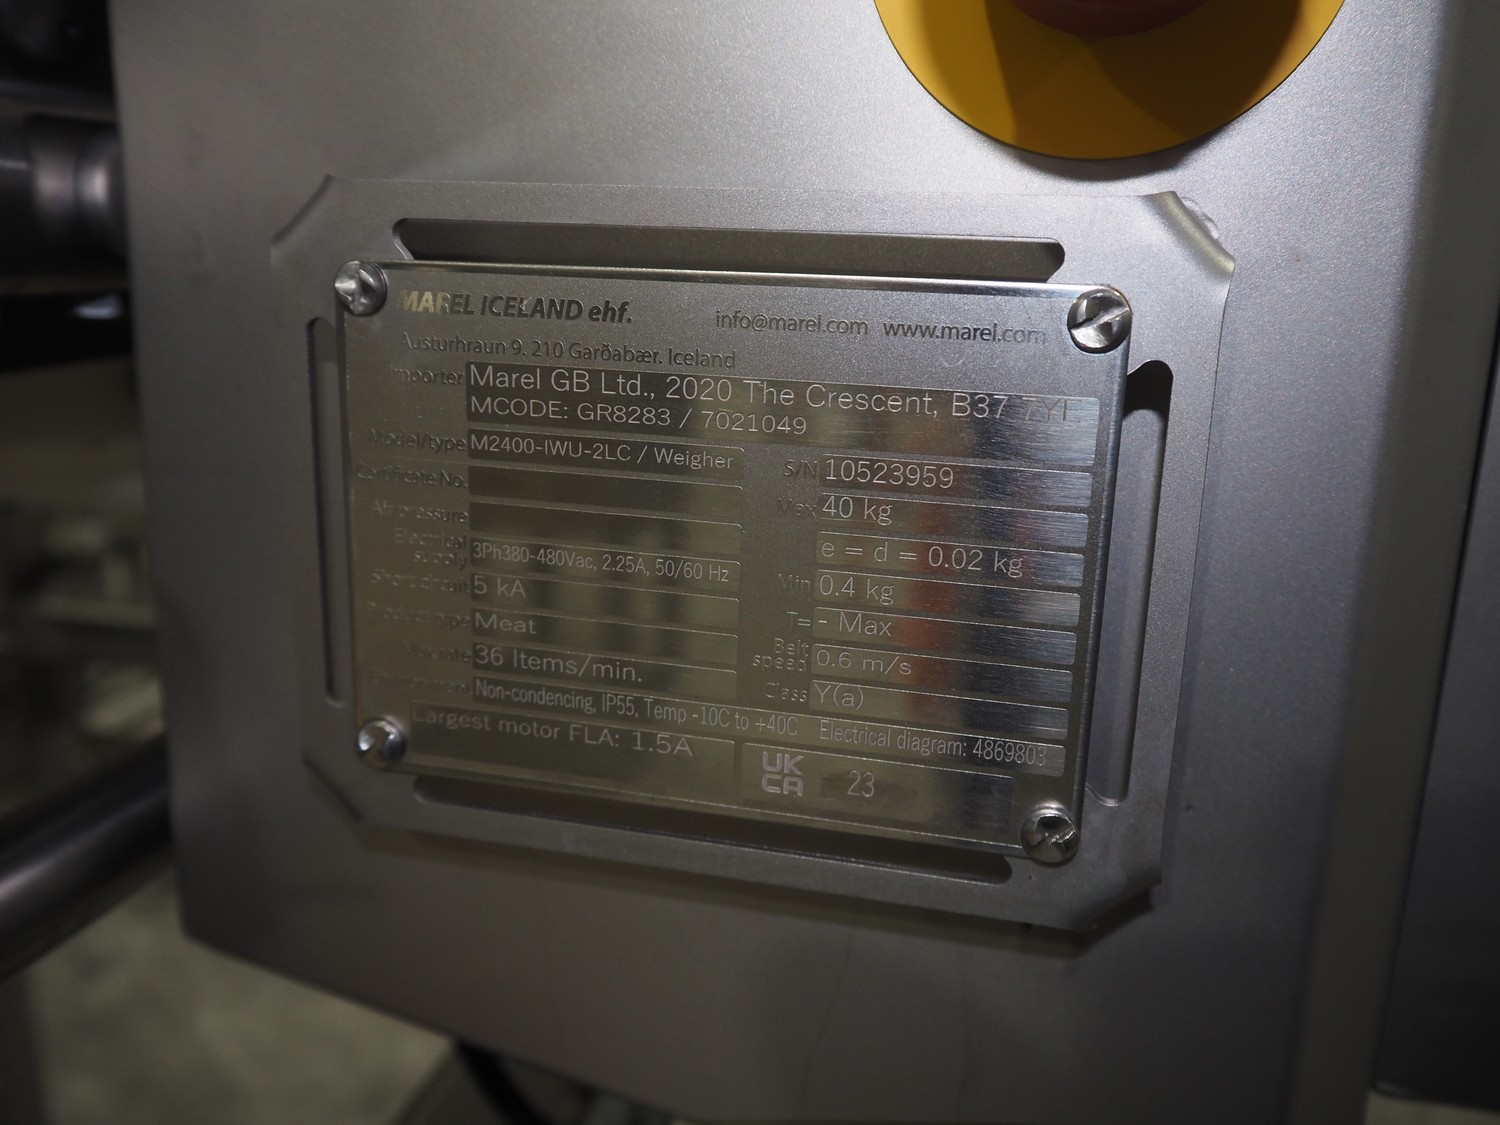 MAREL ICELAND ehf. info@marel.com www.marel.com
Austurhraun 9, 210 Garðabær, Iceland
Importer Marel GB Ltd., 2020 The Crescent, B37 7YE
MCODE: GR8283 / 7021049
Model/type M2400-IWU-2LC / Weigher S/N 10523959
Certificate No. Max 40 kg
Air pressure e = d = 0.02 kg
Electrical supply 3Ph380-480Vac, 2.25A, 50/60 Hz Min 0.4 kg
Short circuit 5 kA T= - Max
Product type Meat Belt speed 0.6 m/s
36 Items/min. Class Y(a)
Environment Non-condencing, IP55, Temp -10C to +40C Electrical diagram: 4869803
Largest motor FLA: 1.5A UK CA 23